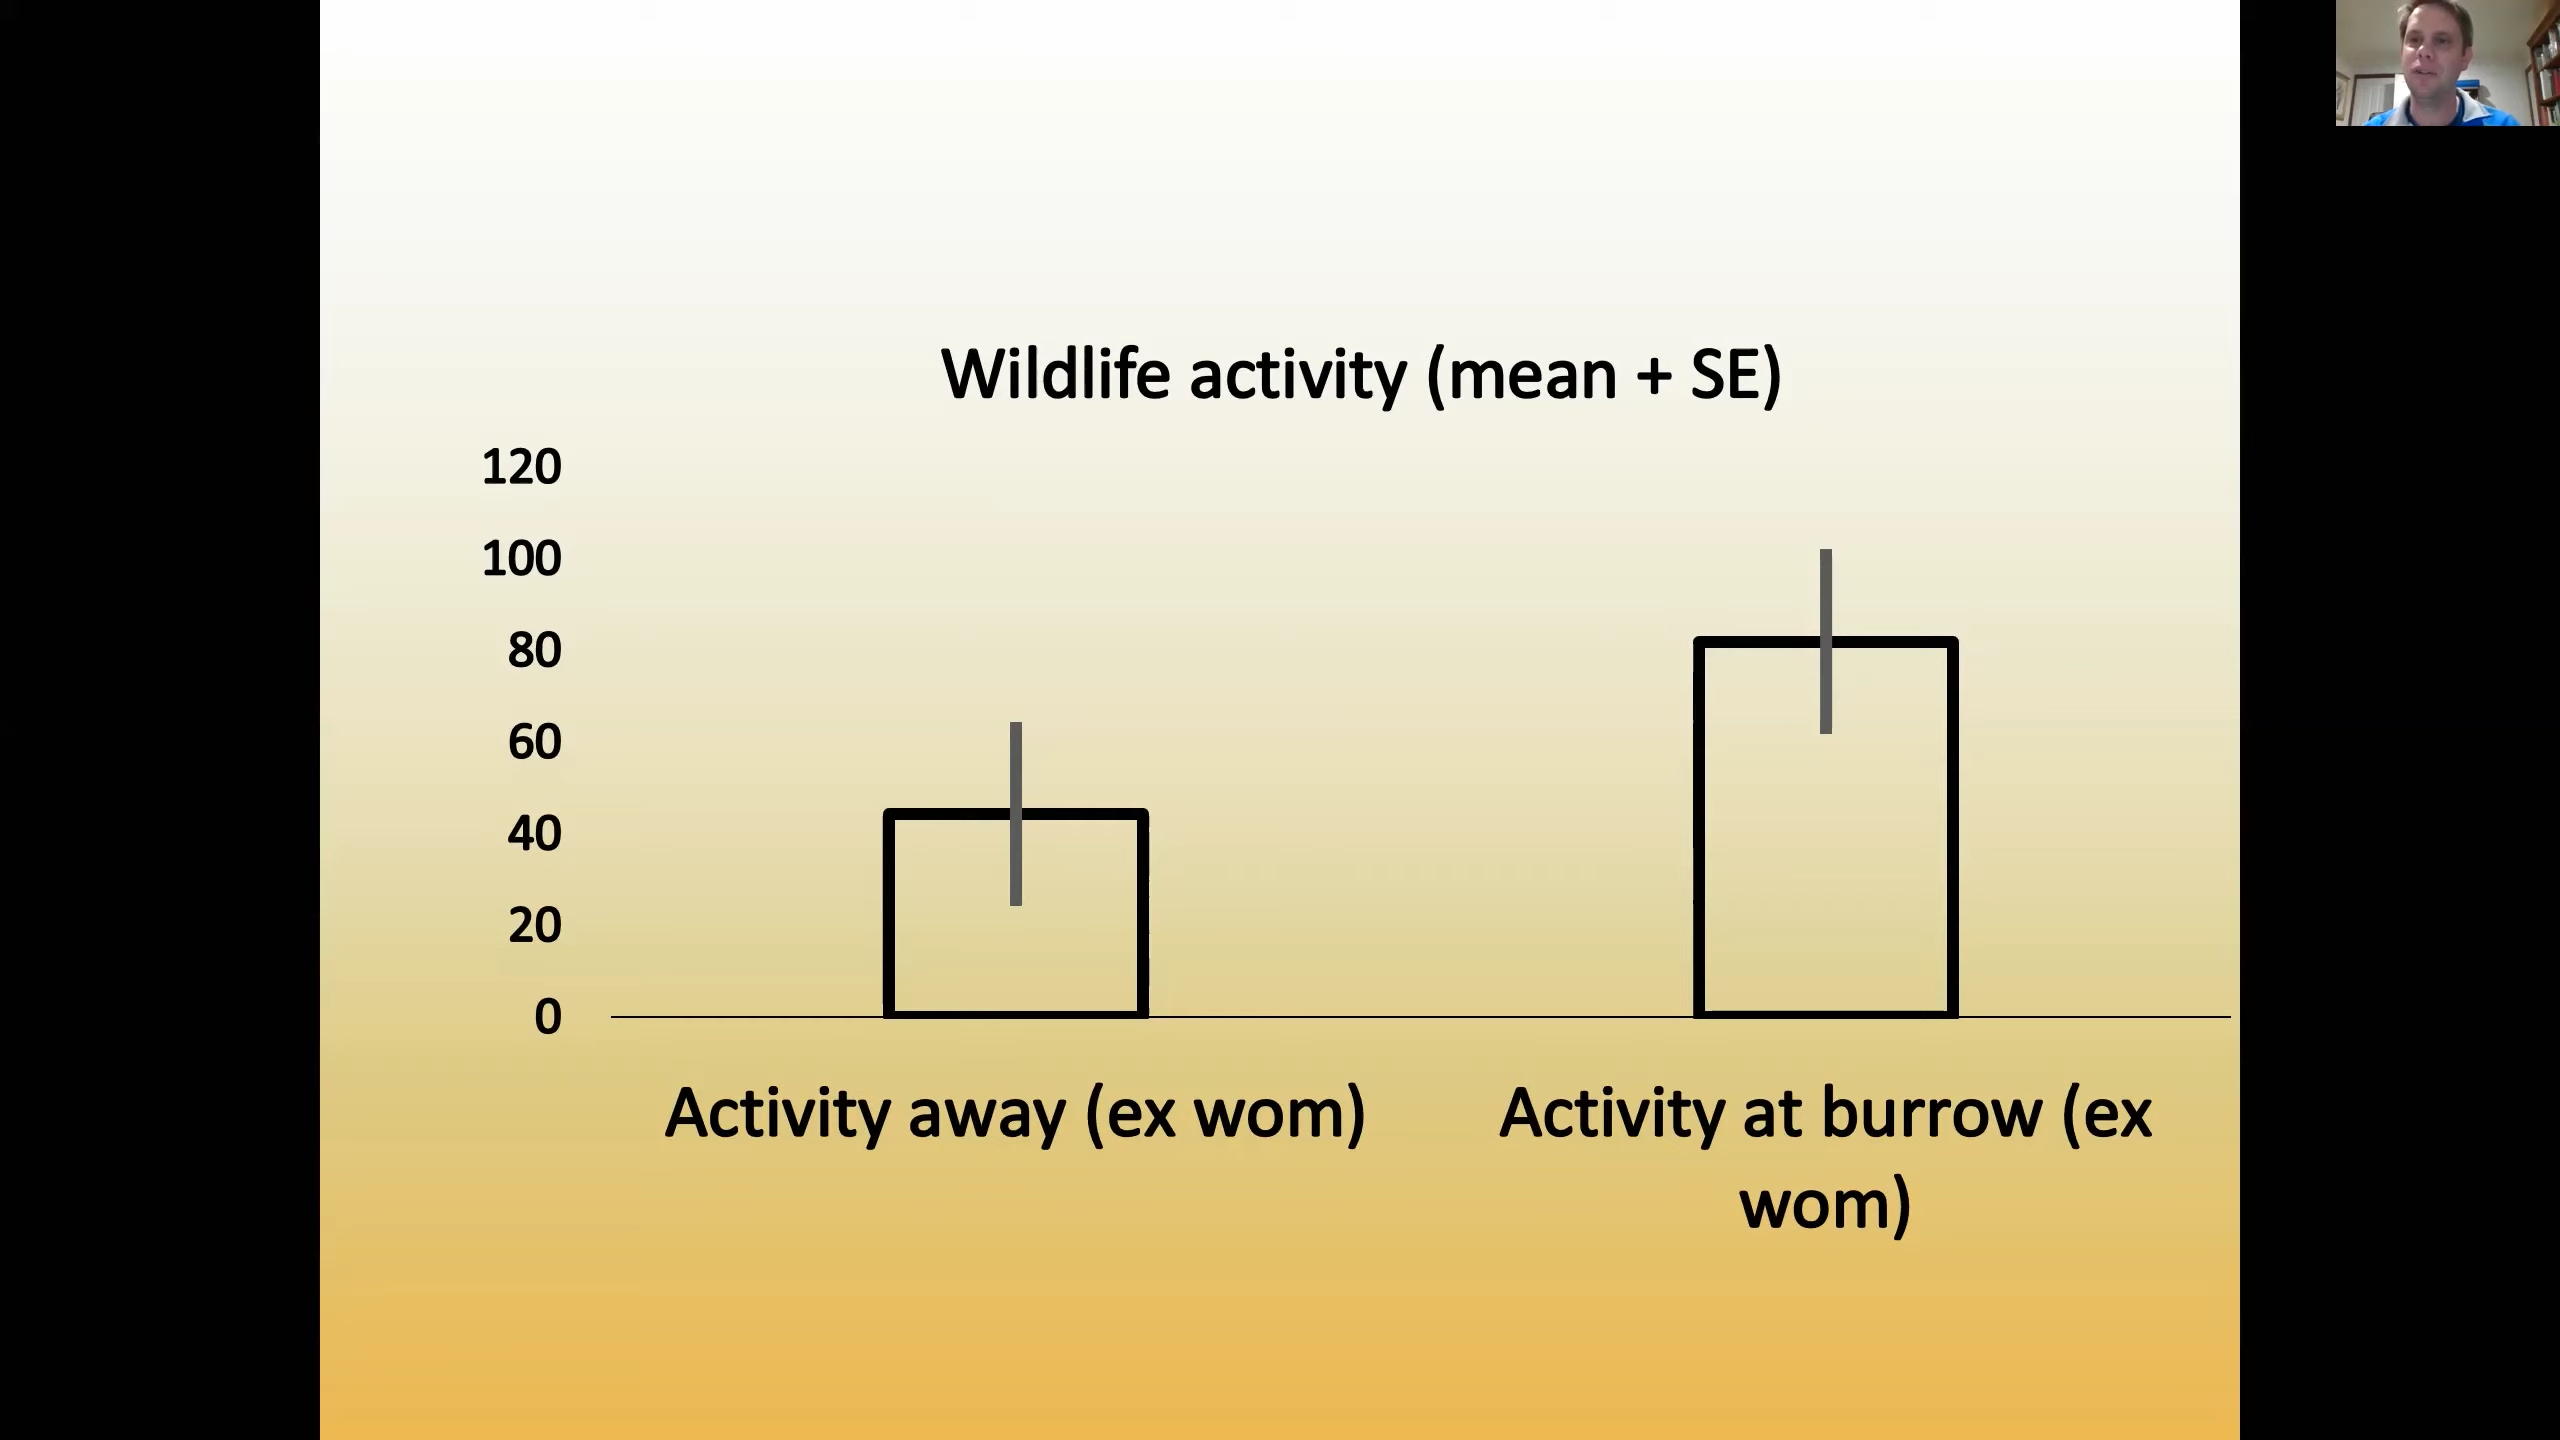 Wildlife activity (mean + SE)
120
100
80
60
40
20
0
Activity away (ex wom)
Activity at burrow (ex
wom)